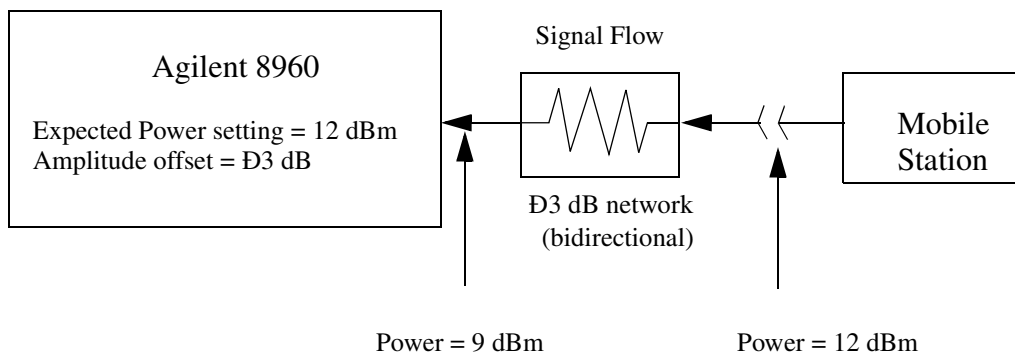 Signal Flow
Agilent 8960
Expected Power setting = 12 dBm
Amplitude offset = Ð3 dB
Mobile
Station
Ð3 dB network
(bidirectional)
Power = 9 dBm
Power = 12 dBm